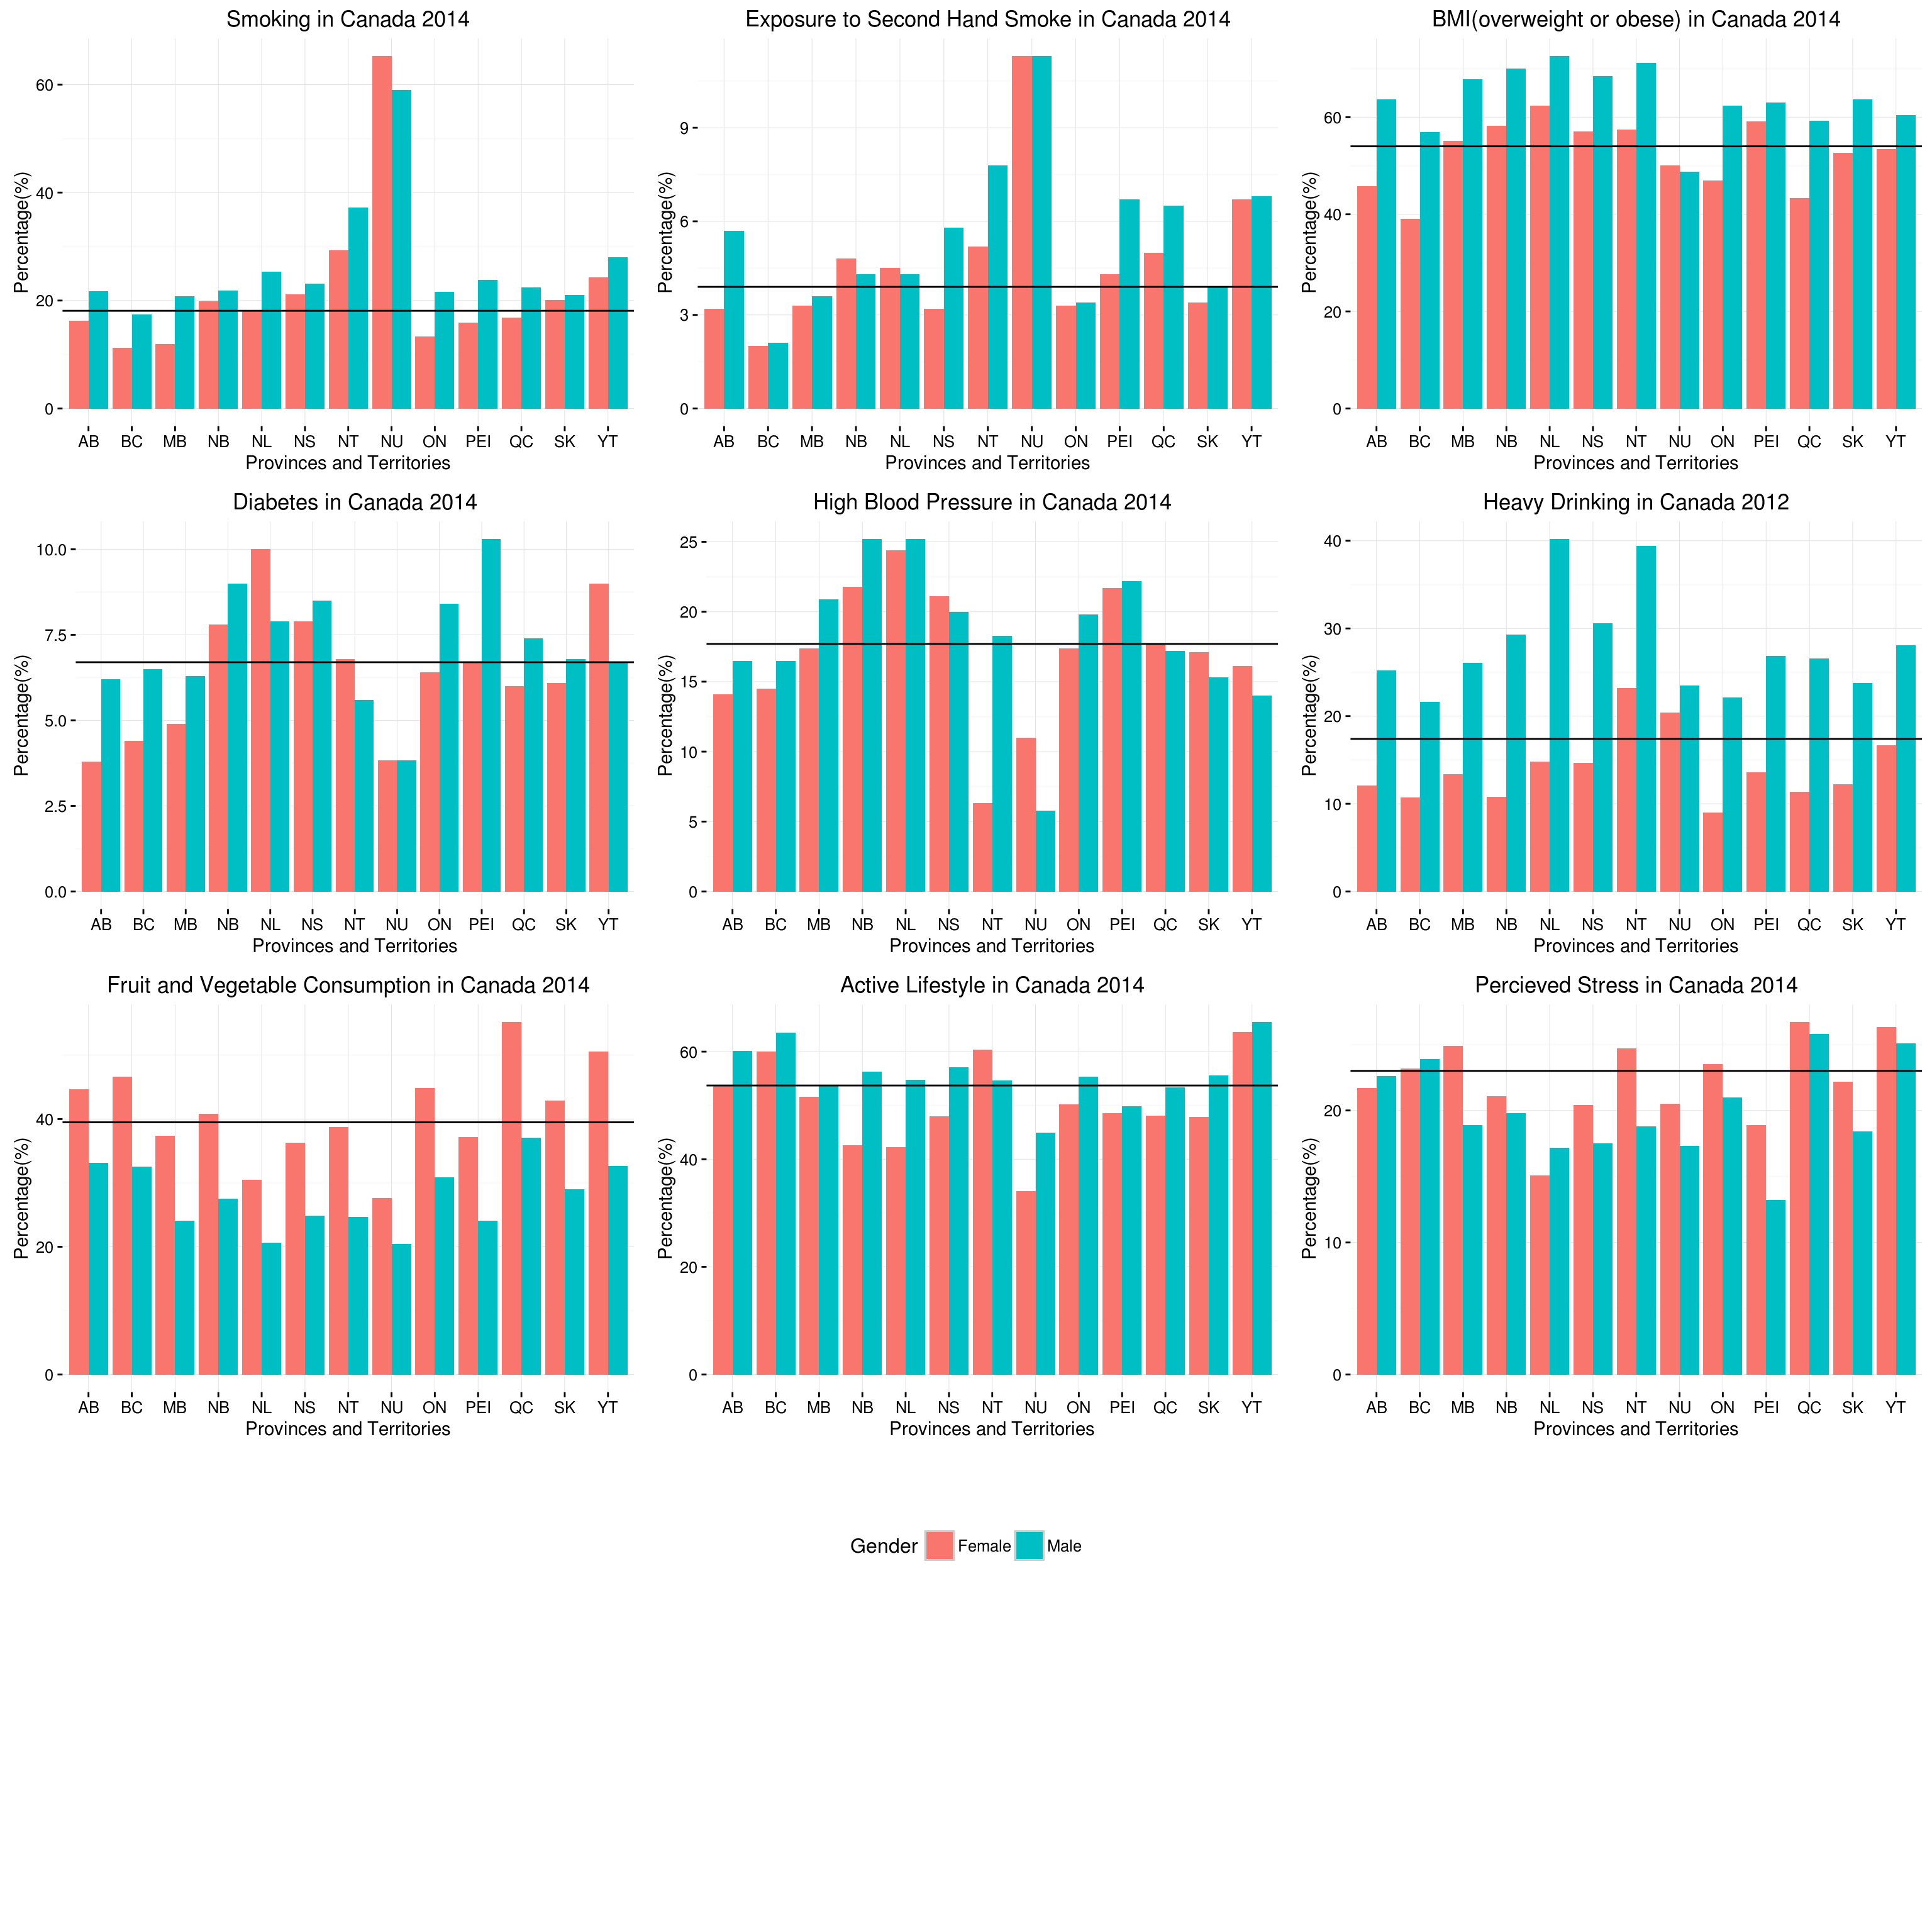 Smoking in Canada 2014
Percentage(%)
60
40
20
0
AB BC MB NB NL NS NT NU ON PEI QC SK YT
Provinces and Territories
Exposure to Second Hand Smoke in Canada 2014
Percentage(%)
9
6
3
0
AB BC MB NB NL NS NT NU ON PEI QC SK YT
Provinces and Territories
BMI(overweight or obese) in Canada 2014
Percentage(%)
60
40
20
0
AB BC MB NB NL NS NT NU ON PEI QC SK YT
Provinces and Territories
Diabetes in Canada 2014
Percentage(%)
10.0
7.5
5.0
2.5
0.0
AB BC MB NB NL NS NT NU ON PEI QC SK YT
Provinces and Territories
High Blood Pressure in Canada 2014
Percentage(%)
25
20
15
10
5
0
AB BC MB NB NL NS NT NU ON PEI QC SK YT
Provinces and Territories
Heavy Drinking in Canada 2012
Percentage(%)
40
30
20
10
0
AB BC MB NB NL NS NT NU ON PEI QC SK YT
Provinces and Territories
Fruit and Vegetable Consumption in Canada 2014
Percentage(%)
40
20
0
AB BC MB NB NL NS NT NU ON PEI QC SK YT
Provinces and Territories
Active Lifestyle in Canada 2014
Percentage(%)
60
40
20
0
AB BC MB NB NL NS NT NU ON PEI QC SK YT
Provinces and Territories
Percieved Stress in Canada 2014
Percentage(%)
20
10
0
AB BC MB NB NL NS NT NU ON PEI QC SK YT
Provinces and Territories
Gender Female Male